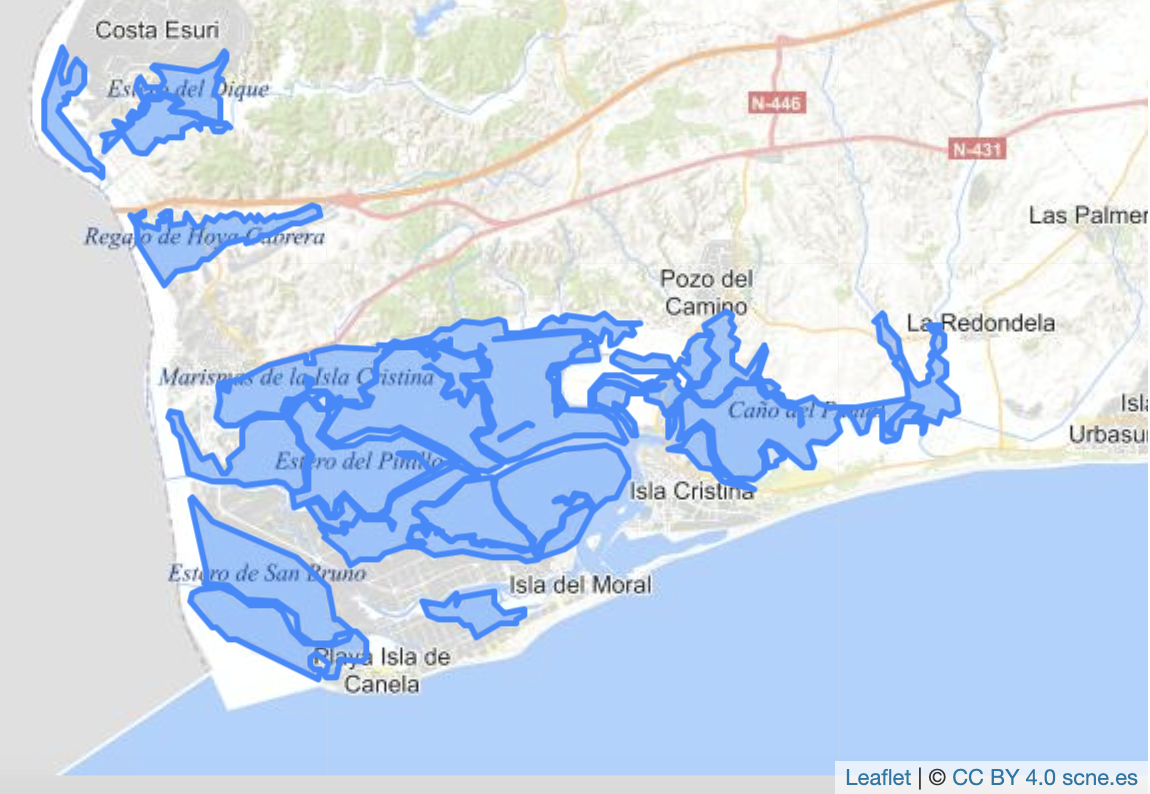 Costa Esuri
Estero del Dique
N-446
N-431
Las Palmer
Regajo de Hoya Cabrera
Pozo del
Camino
La Redondela
Marismas de la Isla Cristina
Isla
Caño del
Urbasur
Estero del Pinillo
Isla Cristina
Estero de San Bruno
Isla del Moral
Playa Isla de
Canela
Leaflet | © CC BY 4.0 scne.es